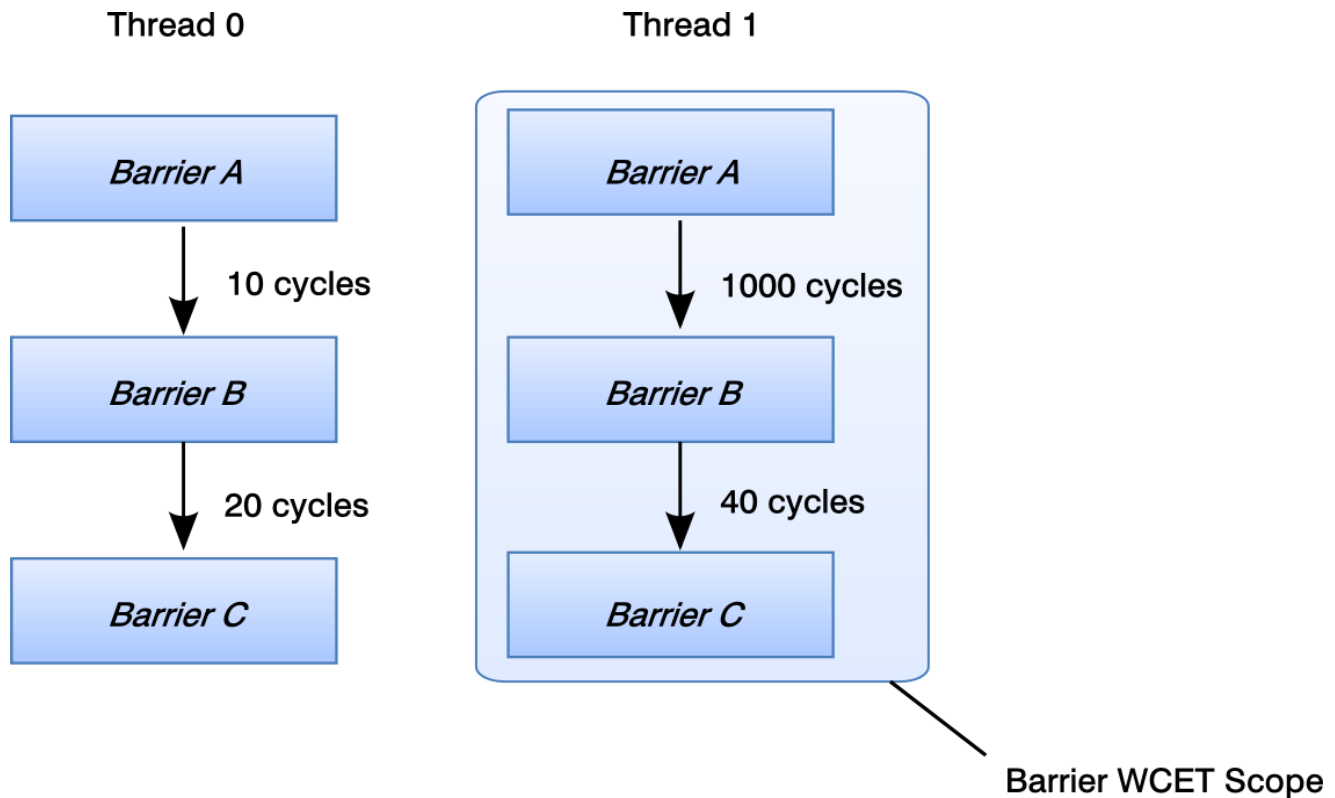 Thread 0
Thread 1
Barrier A
Barrier A
10 cycles
1000 cycles
Barrier B
Barrier B
20 cycles
40 cycles
Barrier C
Barrier C
Barrier WCET Scope